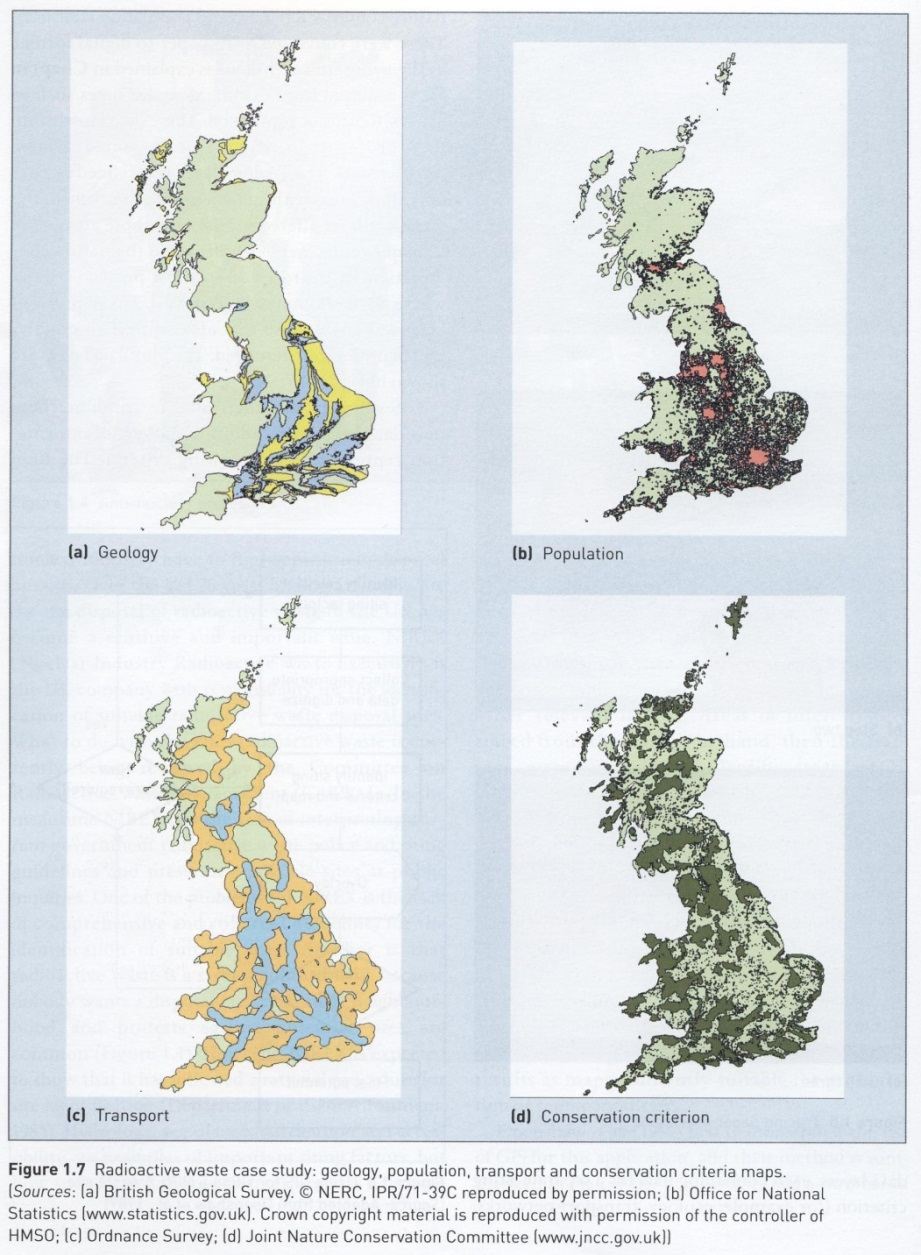 (a) Geology
(b) Population
(c) Transport
(d) Conservation criterion
Figure 1.7 Radioactive waste case study: geology, population, transport and conservation criteria maps.
(Sources: (a) British Geological Survey. © NERC, IPR/71-39C reproduced by permission; (b) Office for National
Statistics (www.statistics.gov.uk). Crown copyright material is reproduced with permission of the controller of
HMSO; (c) Ordnance Survey; (d) Joint Nature Conservation Committee (www.jncc.gov.uk))